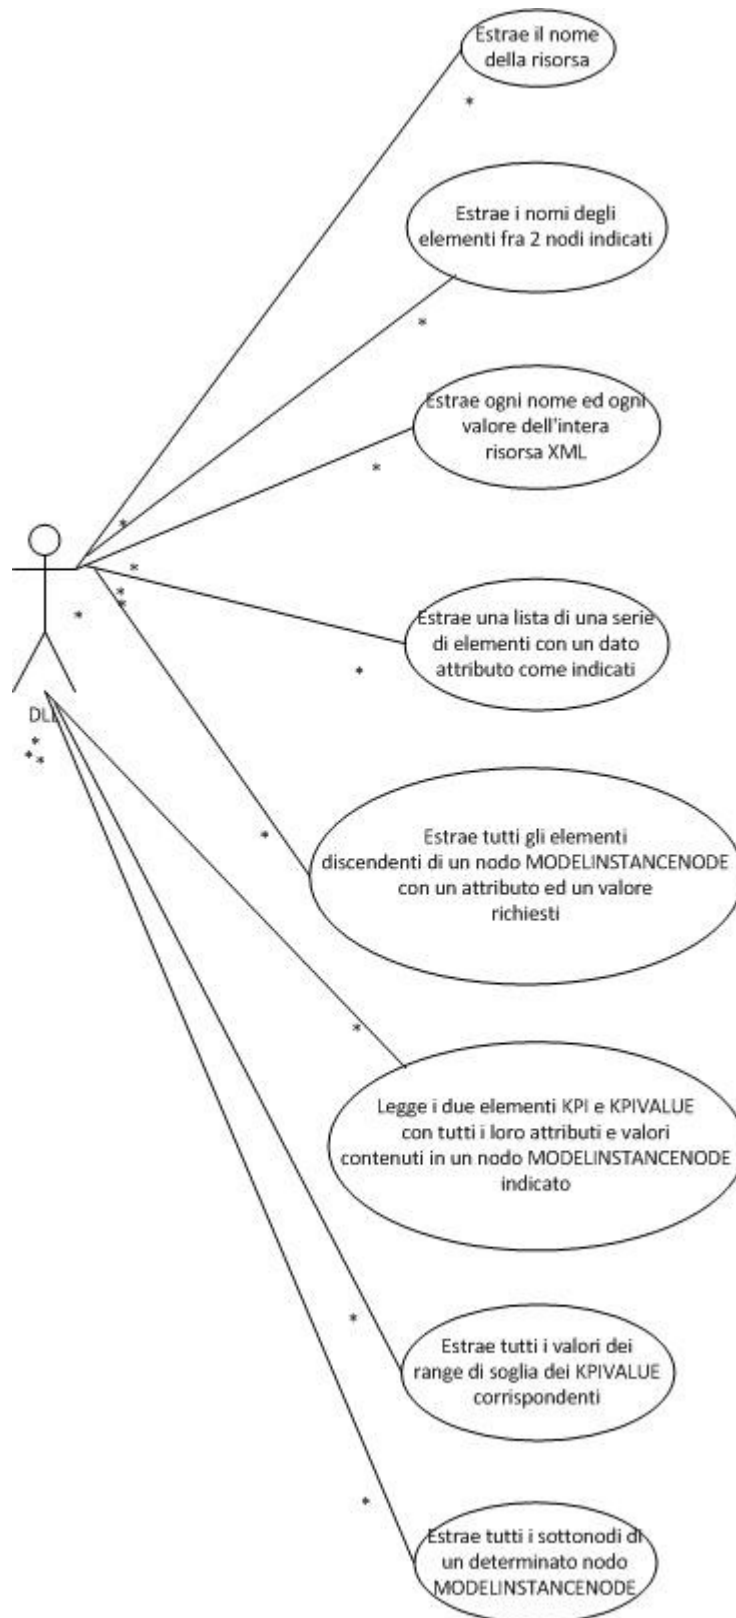 Estrae il nome
della risorsa
*
Estrae i nomi degli
elementi fra 2 nodi indicati
*
Estrae ogni nome ed ogni
valore dell'intera
risorsa XML
*
*
*
*
*
*
Estrae una lista di una serie
di elementi con un dato
attributo come indicati
*
DLL
*
*
*
*
Estrae tutti gli elementi
discendenti di un nodo MODELINSTANCENODE
con un attributo ed un valore
richiesti
*
Legge i due elementi KPI e KPIVALUE
con tutti i loro attributi e valori
contenuti in un nodo MODELINSTANCENODE
indicato
*
Estrae tutti i valori dei
range di soglia dei KPIVALUE
corrispondenti
*
Estrae tutti i sottonodi di
un determinato nodo
MODELINSTANCENODE